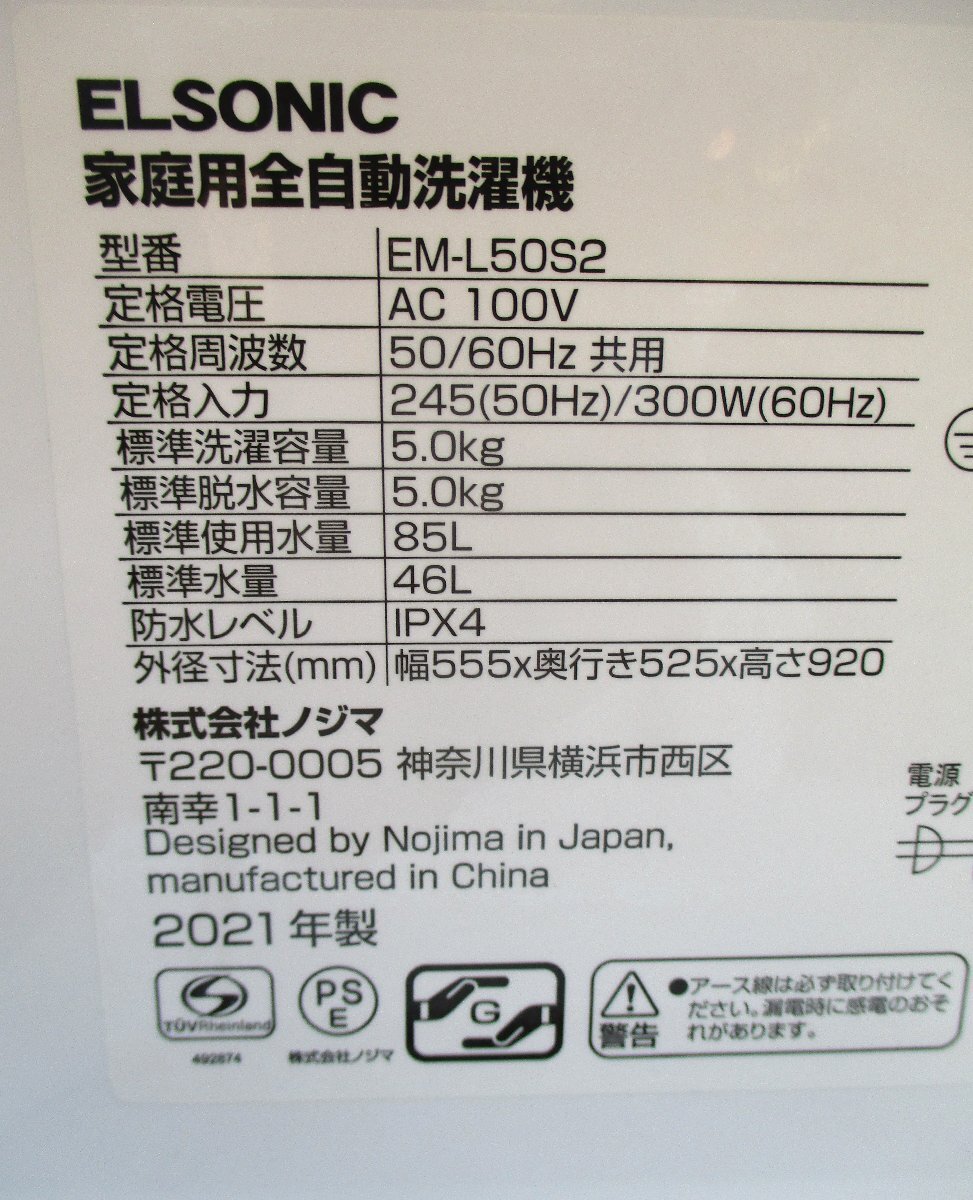 ELSONIC
家庭用全自動洗濯機
型番 EM-L50S2
定格電圧 AC 100V
定格周波数 50/60Hz 共用
定格入力 245(50Hz)/300W(60Hz)
標準洗濯容量 5.0kg
標準脱水容量 5.0kg
標準使用水量 85L
標準水量 46L
防水レベル IPX4
外径寸法(mm) 幅555x奥行き525x高さ920
株式会社ノジマ
〒220-0005 神奈川県横浜市西区
南幸1-1-1
Designed by Nojima in Japan,
manufactured in China
2021年製
電源
プラグ
TÜVRheinland
492874
PS
E
株式会社ノジマ
G
警告
●アース線は必ず取り付けてく
ださい。漏電時に感電のおそ
れがあります。